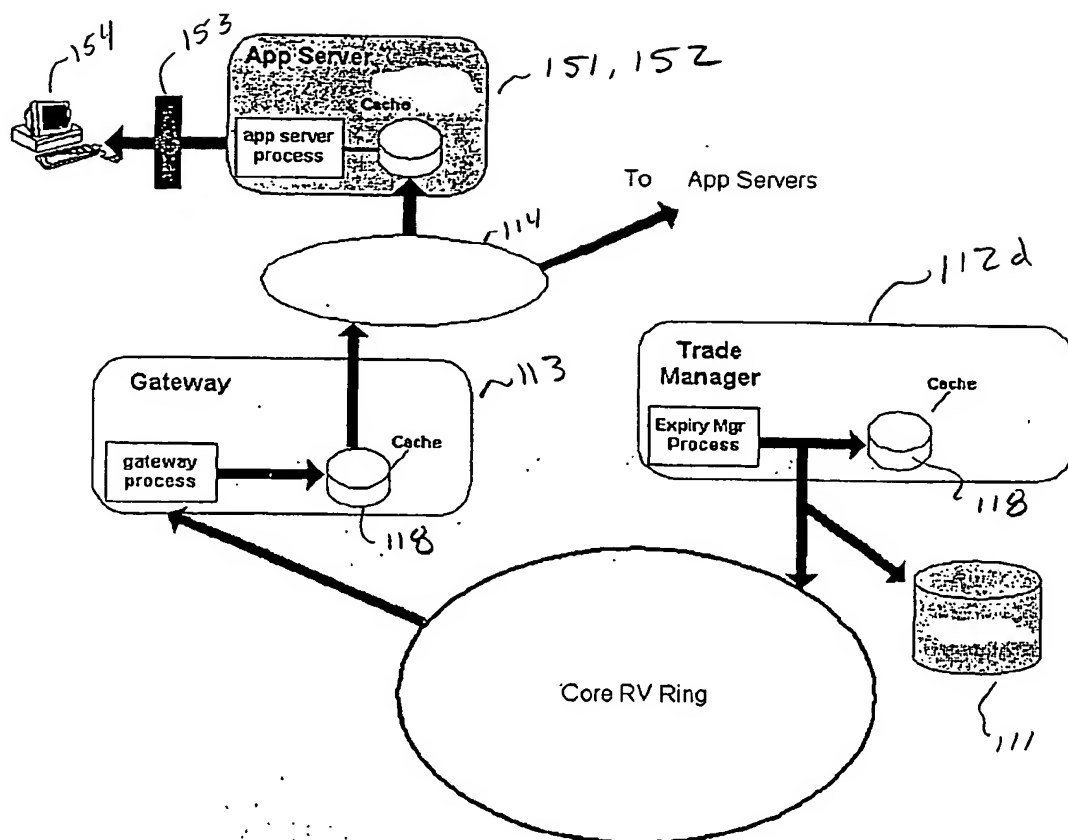 154
153
App Server
151, 152
Cache
app server
process
To App Servers
114
112d
Gateway
113
Trade
Manager
Cache
Expiry Mgr
Process
Cache
gateway
process
118
118
Core RV Ring
111